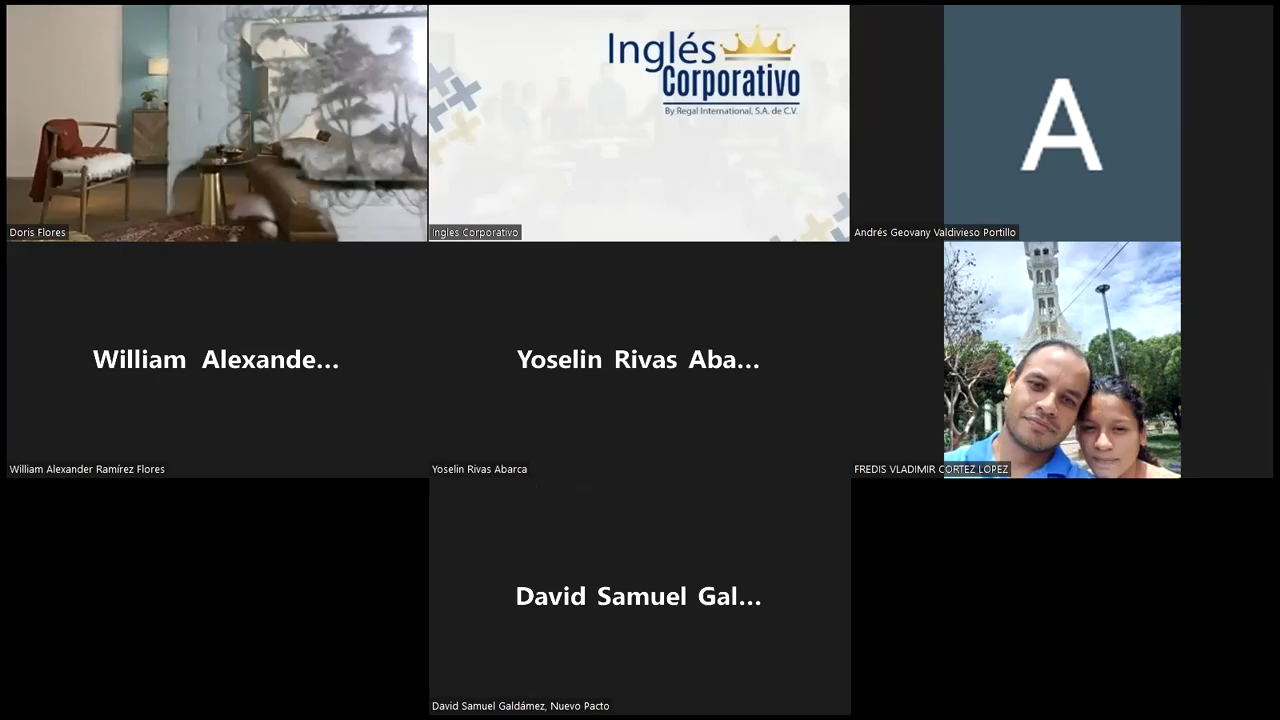 Inglés
Corporativo
By Regal International, S.A. de C.V.
A
Doris Flores
Ingles Corporativo
Andrés Geovany Valdivieso Portillo
William Alexande...
Yoselin Rivas Aba...
William Alexander Ramírez Flores
Yoselin Rivas Abarca
FREDIS VLADIMIR CORTEZ LOPEZ
David Samuel Gal...
David Samuel Galdámez, Nuevo Pacto